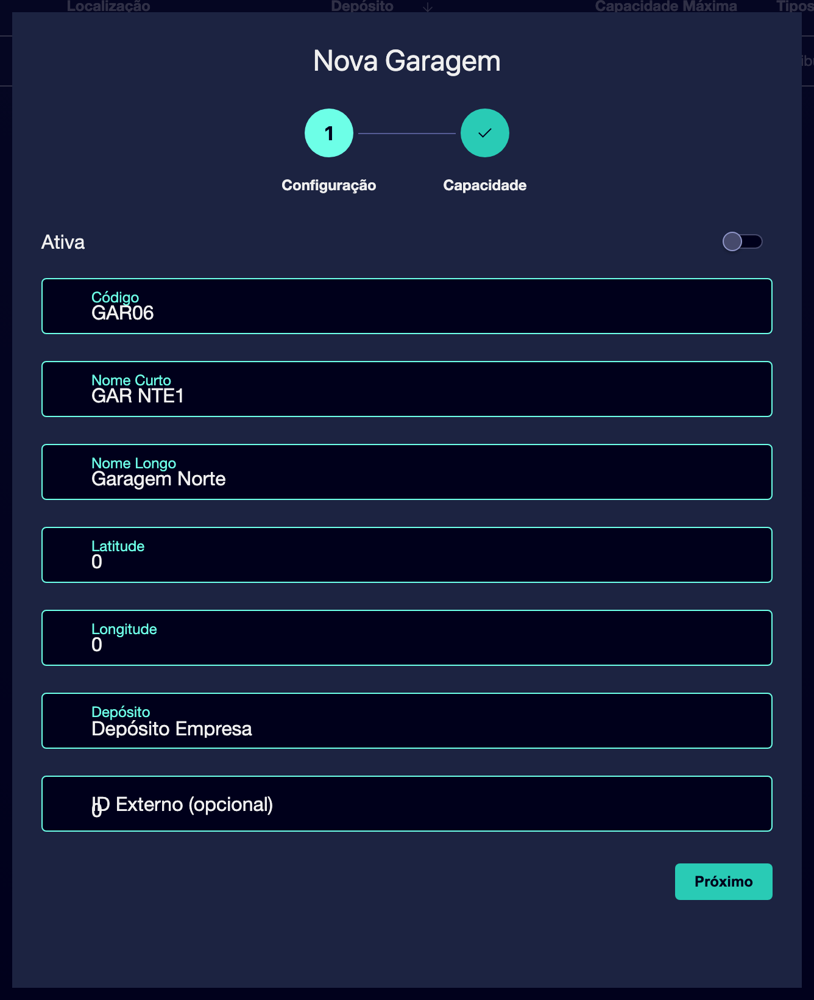 Localização Depósito Capacidade Máxima Tipos
Nova Garagem
1
Configuração Capacidade
Ativa
Código
GAR06
Nome Curto
GAR NTE1
Nome Longo
Garagem Norte
Latitude
0
Longitude
0
Depósito
Depósito Empresa
ID Externo (opcional)
0
Próximo